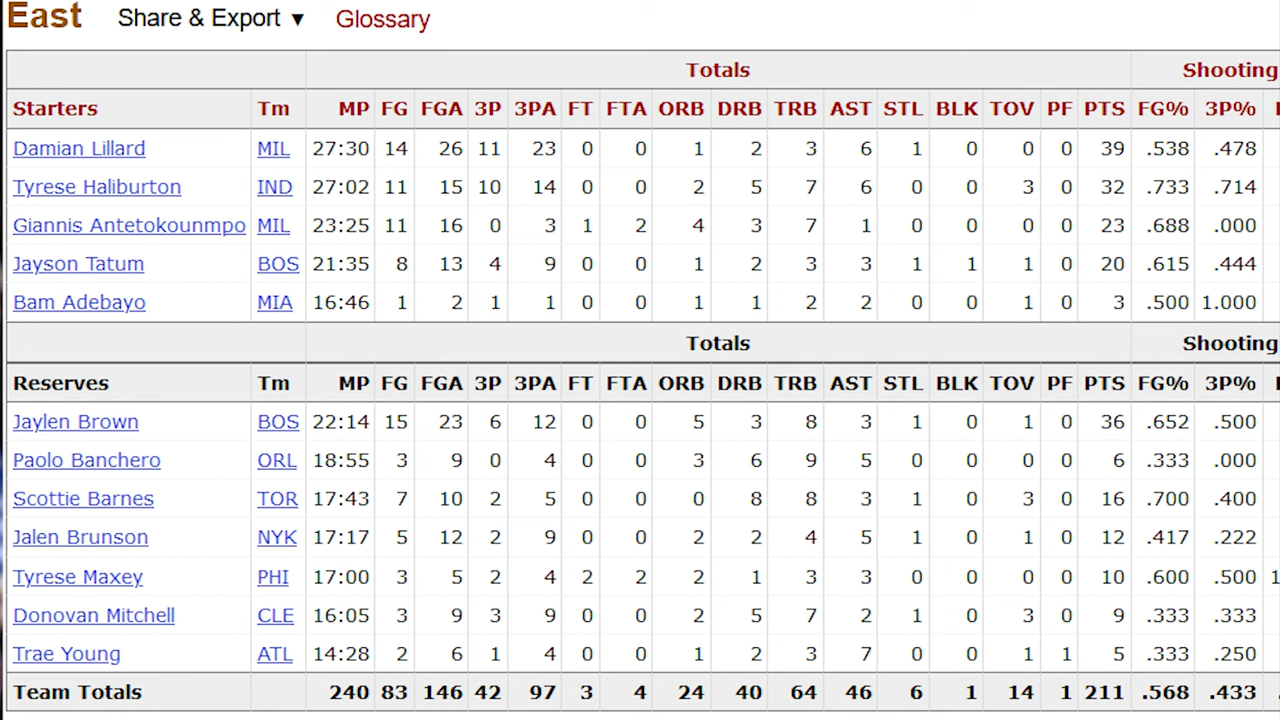 East Share & Export ▼ Glossary
Totals Shooting
Starters Tm MP FG FGA 3P 3PA FT FTA ORB DRB TRB AST STL BLK TOV PF PTS FG% 3P%
Damian Lillard MIL 27:30 14 26 11 23 0 0 1 2 3 6 1 0 0 0 39 .538 .478
Tyrese Haliburton IND 27:02 11 15 10 14 0 0 2 5 7 6 0 0 3 0 32 .733 .714
Giannis Antetokounmpo MIL 23:25 11 16 0 3 1 2 4 3 7 1 0 0 0 0 23 .688 .000
Jayson Tatum BOS 21:35 8 13 4 9 0 0 1 2 3 3 1 1 1 0 20 .615 .444
Bam Adebayo MIA 16:46 1 2 1 1 0 0 1 1 2 2 0 0 1 0 3 .500 1.000
Totals Shooting
Reserves Tm MP FG FGA 3P 3PA FT FTA ORB DRB TRB AST STL BLK TOV PF PTS FG% 3P%
Jaylen Brown BOS 22:14 15 23 6 12 0 0 5 3 8 3 1 0 1 0 36 .652 .500
Paolo Banchero ORL 18:55 3 9 0 4 0 0 3 6 9 5 0 0 0 0 6 .333 .000
Scottie Barnes TOR 17:43 7 10 2 5 0 0 0 8 8 3 1 0 3 0 16 .700 .400
Jalen Brunson NYK 17:17 5 12 2 9 0 0 2 2 4 5 1 0 1 0 12 .417 .222
Tyrese Maxey PHI 17:00 3 5 2 4 2 2 2 1 3 3 0 0 0 0 10 .600 .500 1
Donovan Mitchell CLE 16:05 3 9 3 9 0 0 2 5 7 2 1 0 3 0 9 .333 .333
Trae Young ATL 14:28 2 6 1 4 0 0 1 2 3 7 0 0 1 1 5 .333 .250
Team Totals 240 83 146 42 97 3 4 24 40 64 46 6 1 14 1 211 .568 .433